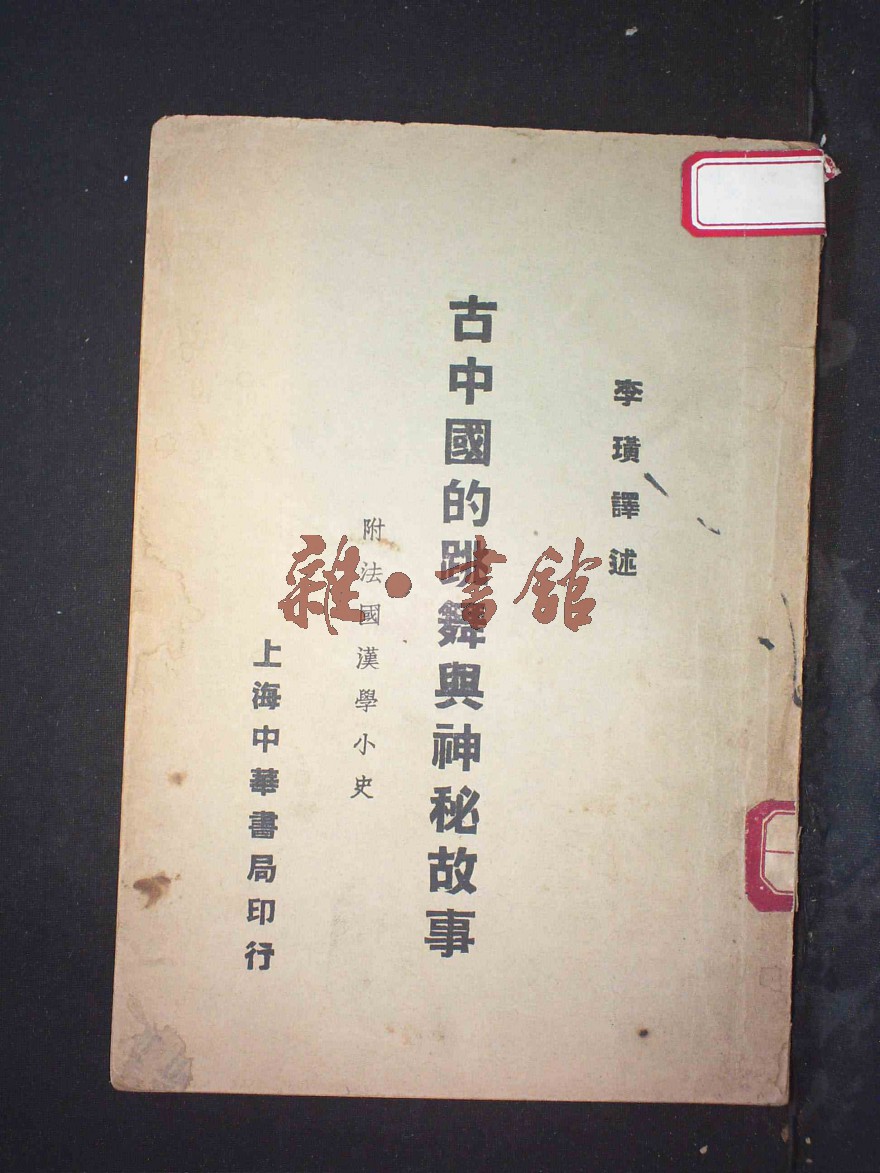 李璜譯述
古中國的跳舞與神秘故事
附法國漢學小史
上海中華書局印行
雜·書館